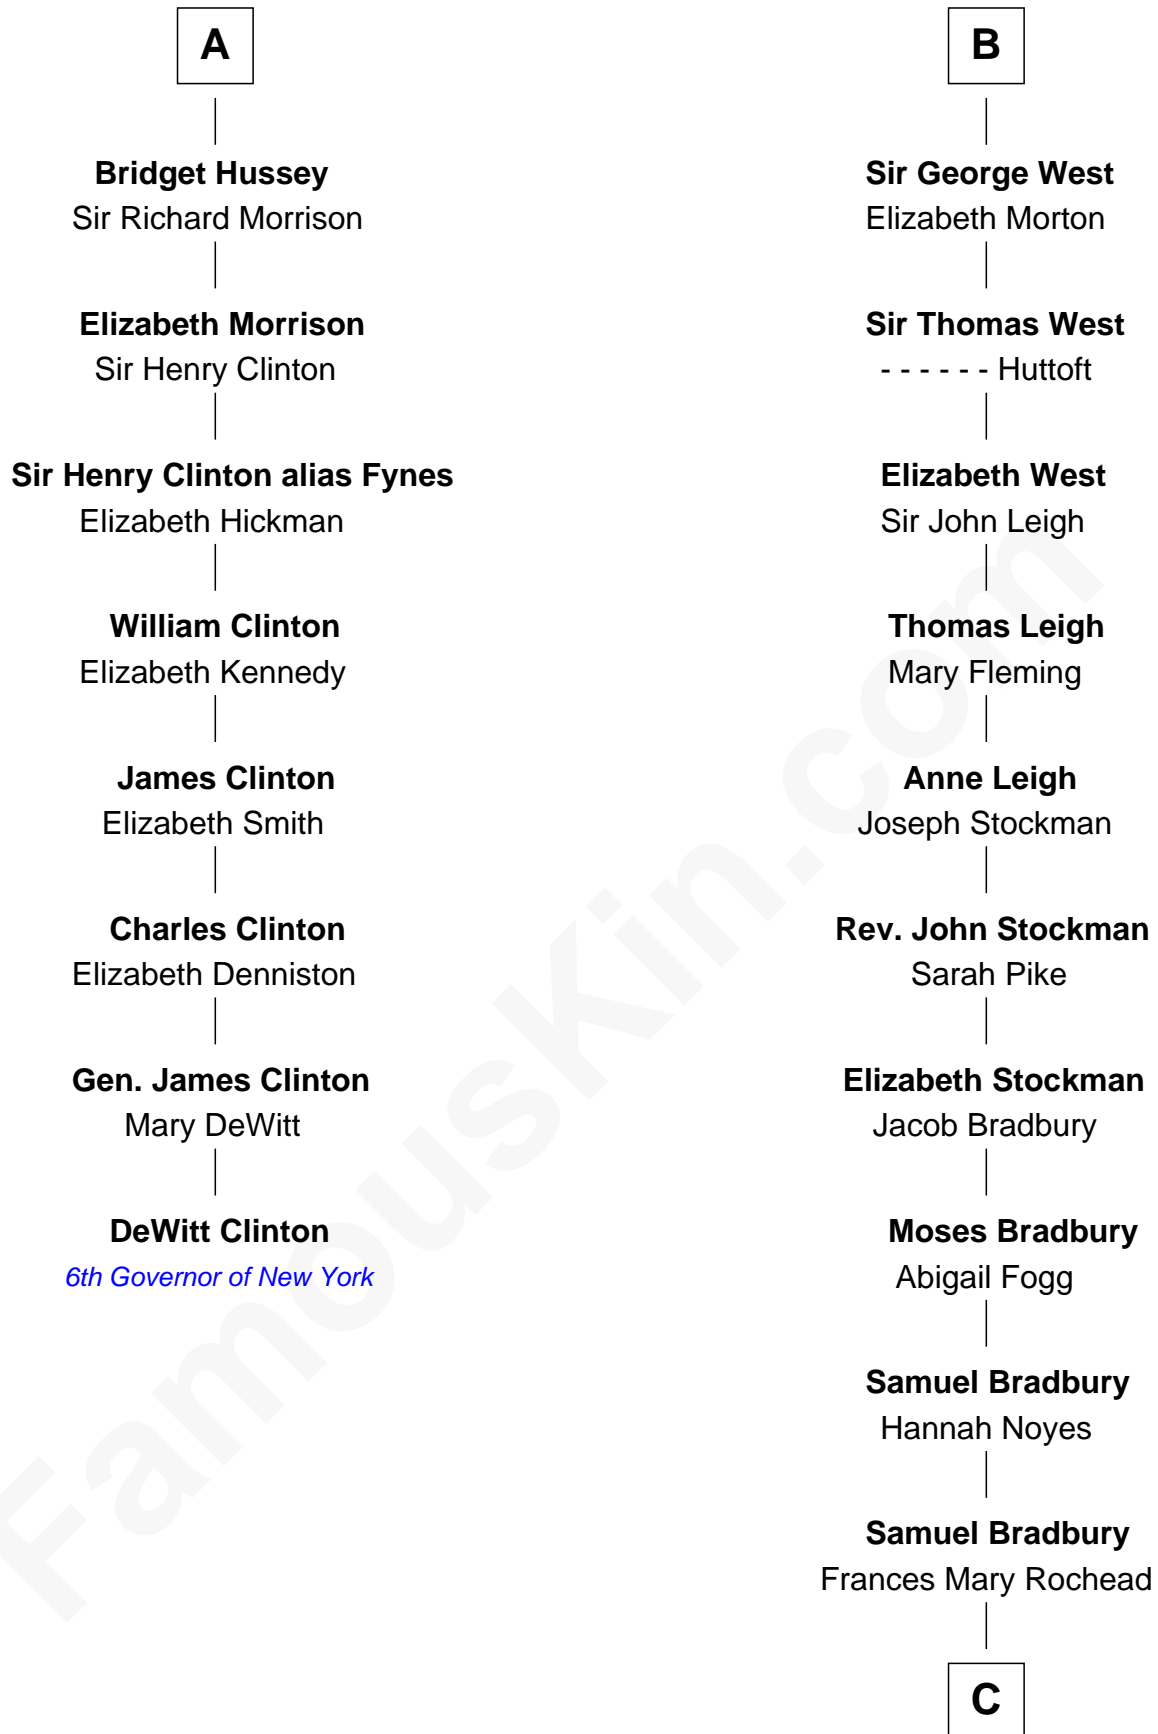 A
Bridget Hussey
Sir Richard Morrison
Elizabeth Morrison
Sir Henry Clinton
Sir Henry Clinton alias Fynes
Elizabeth Hickman
William Clinton
Elizabeth Kennedy
James Clinton
Elizabeth Smith
Charles Clinton
Elizabeth Denniston
Gen. James Clinton
Mary DeWitt
DeWitt Clinton
6th Governor of New York
B
Sir George West
Elizabeth Morton
Sir Thomas West
- - - - - - Huttoft
Elizabeth West
Sir John Leigh
Thomas Leigh
Mary Fleming
Anne Leigh
Joseph Stockman
Rev. John Stockman
Sarah Pike
Elizabeth Stockman
Jacob Bradbury
Moses Bradbury
Abigail Fogg
Samuel Bradbury
Hannah Noyes
Samuel Bradbury
Frances Mary Rochead
C
FamousKin.com